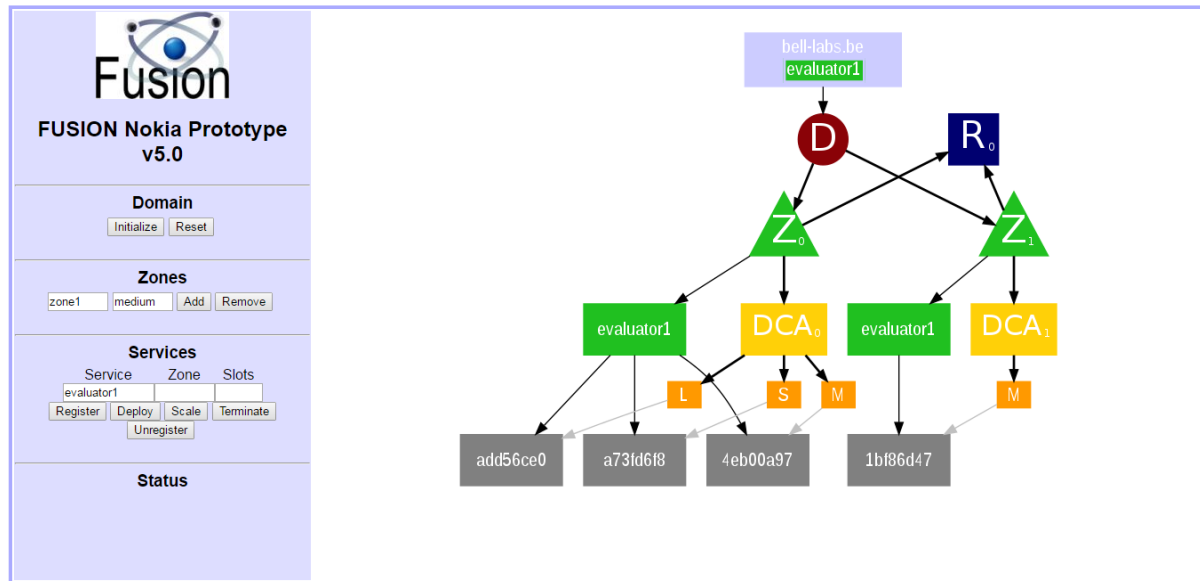 Fusion
FUSION Nokia Prototype
v5.0
Domain
Initialize Reset
Zones
zone1 medium Add Remove
Services
Service Zone Slots
evaluator1
Register Deploy Scale Terminate
Unregister
Status
bell-labs.be
evaluator1
D R0
Z0 Z1
evaluator1 DCA0 evaluator1 DCA1
L S M M
add56ce0 a73fd6f8 4eb00a97 1bf86d47